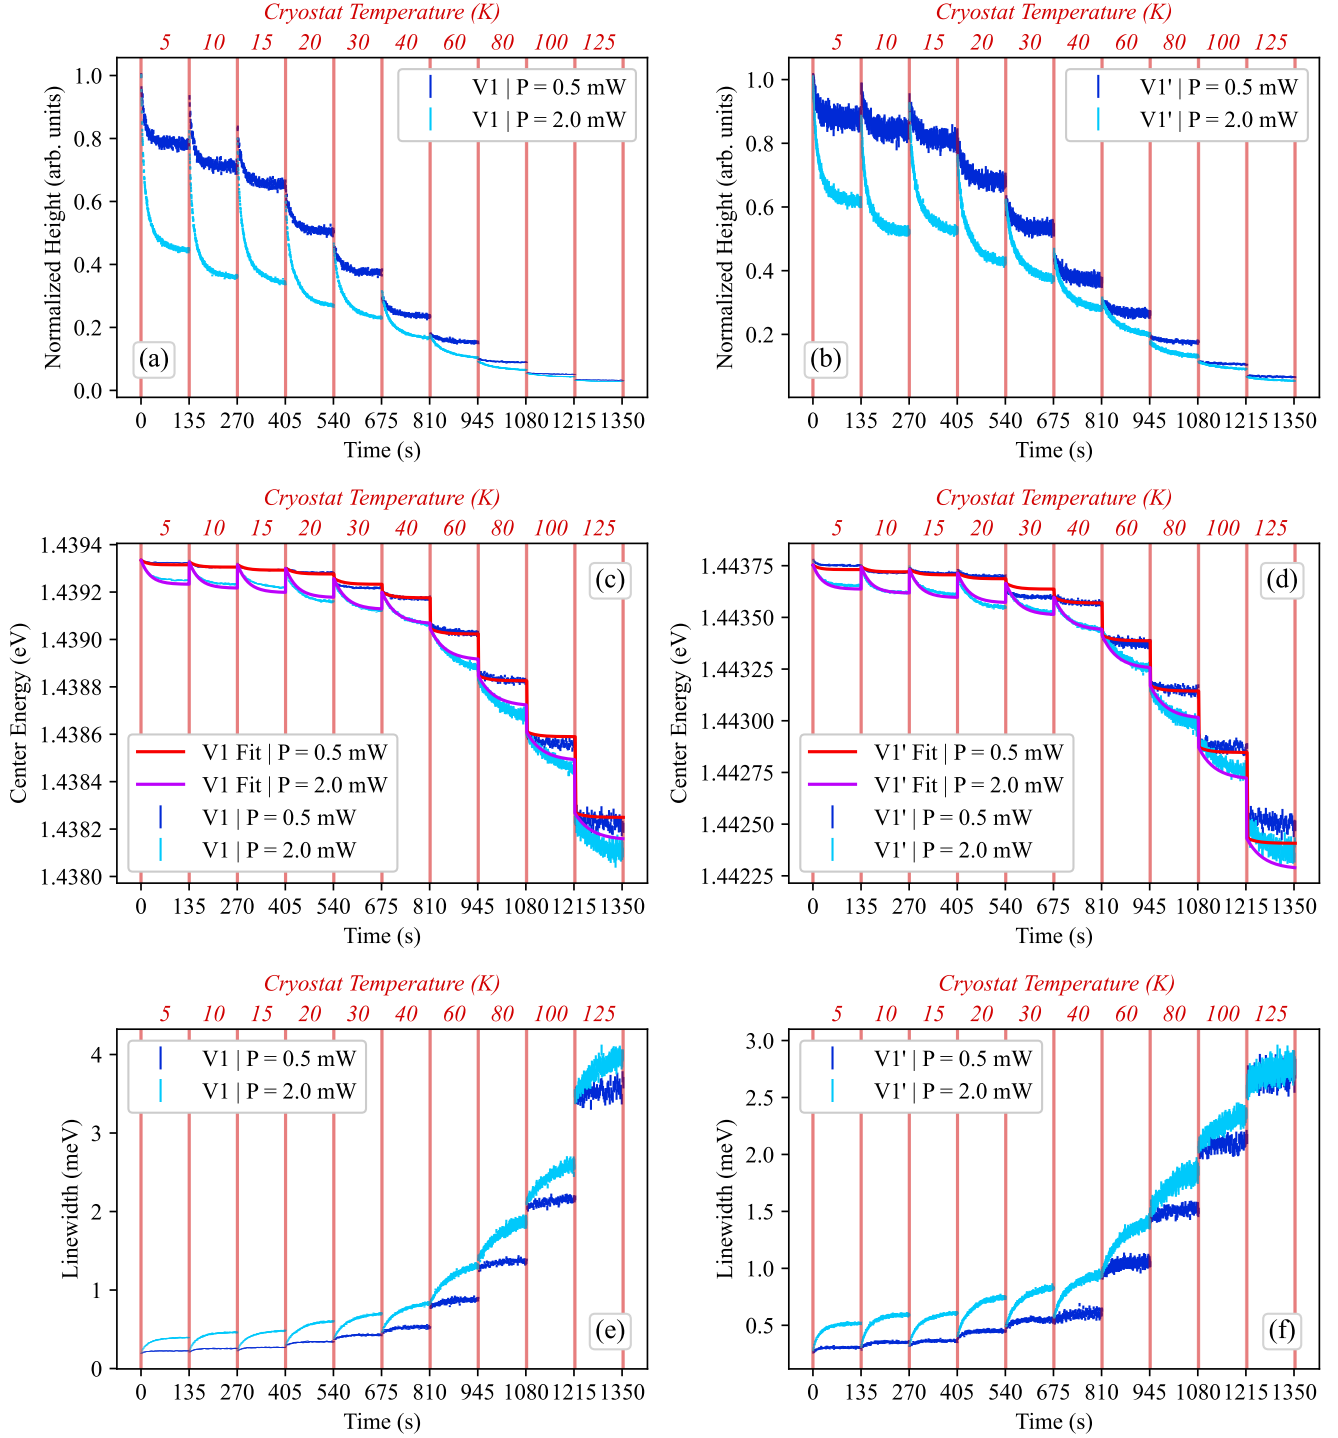 Cryostat Temperature (K)
5 10 15 20 30 40 60 80 100 125
Normalized Height (arb. units)
1.0
0.8
0.6
0.4
0.2
0.0
V1 | P = 0.5 mW
V1 | P = 2.0 mW
(a)
0 135 270 405 540 675 810 945 1080 1215 1350
Time (s)
Cryostat Temperature (K)
5 10 15 20 30 40 60 80 100 125
Normalized Height (arb. units)
1.0
0.8
0.6
0.4
0.2
V1' | P = 0.5 mW
V1' | P = 2.0 mW
(b)
0 135 270 405 540 675 810 945 1080 1215 1350
Time (s)
Cryostat Temperature (K)
5 10 15 20 30 40 60 80 100 125
Center Energy (eV)
1.4394
1.4392
1.4390
1.4388
1.4386
1.4384
1.4382
1.4380
(c)
V1 Fit | P = 0.5 mW
V1 Fit | P = 2.0 mW
V1 | P = 0.5 mW
V1 | P = 2.0 mW
0 135 270 405 540 675 810 945 1080 1215 1350
Time (s)
Cryostat Temperature (K)
5 10 15 20 30 40 60 80 100 125
Center Energy (eV)
1.44375
1.44350
1.44325
1.44300
1.44275
1.44250
1.44225
(d)
V1' Fit | P = 0.5 mW
V1' Fit | P = 2.0 mW
V1' | P = 0.5 mW
V1' | P = 2.0 mW
0 135 270 405 540 675 810 945 1080 1215 1350
Time (s)
Cryostat Temperature (K)
5 10 15 20 30 40 60 80 100 125
Linewidth (meV)
4
3
2
1
0
V1 | P = 0.5 mW
V1 | P = 2.0 mW
(e)
0 135 270 405 540 675 810 945 1080 1215 1350
Time (s)
Cryostat Temperature (K)
5 10 15 20 30 40 60 80 100 125
Linewidth (meV)
3.0
2.5
2.0
1.5
1.0
0.5
V1' | P = 0.5 mW
V1' | P = 2.0 mW
(f)
0 135 270 405 540 675 810 945 1080 1215 1350
Time (s)